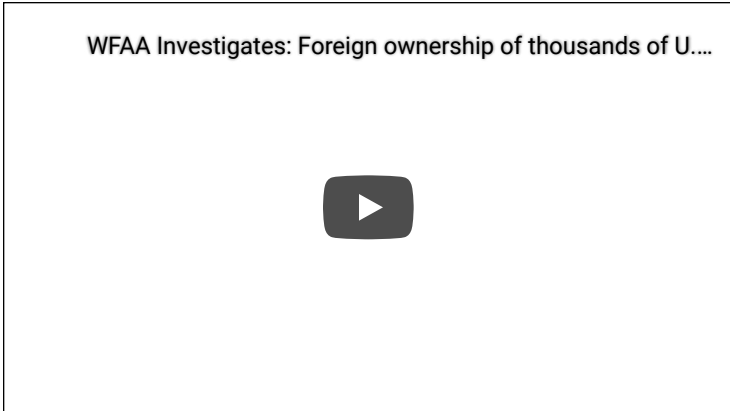 WFAA Investigates: Foreign ownership of thousands of U....